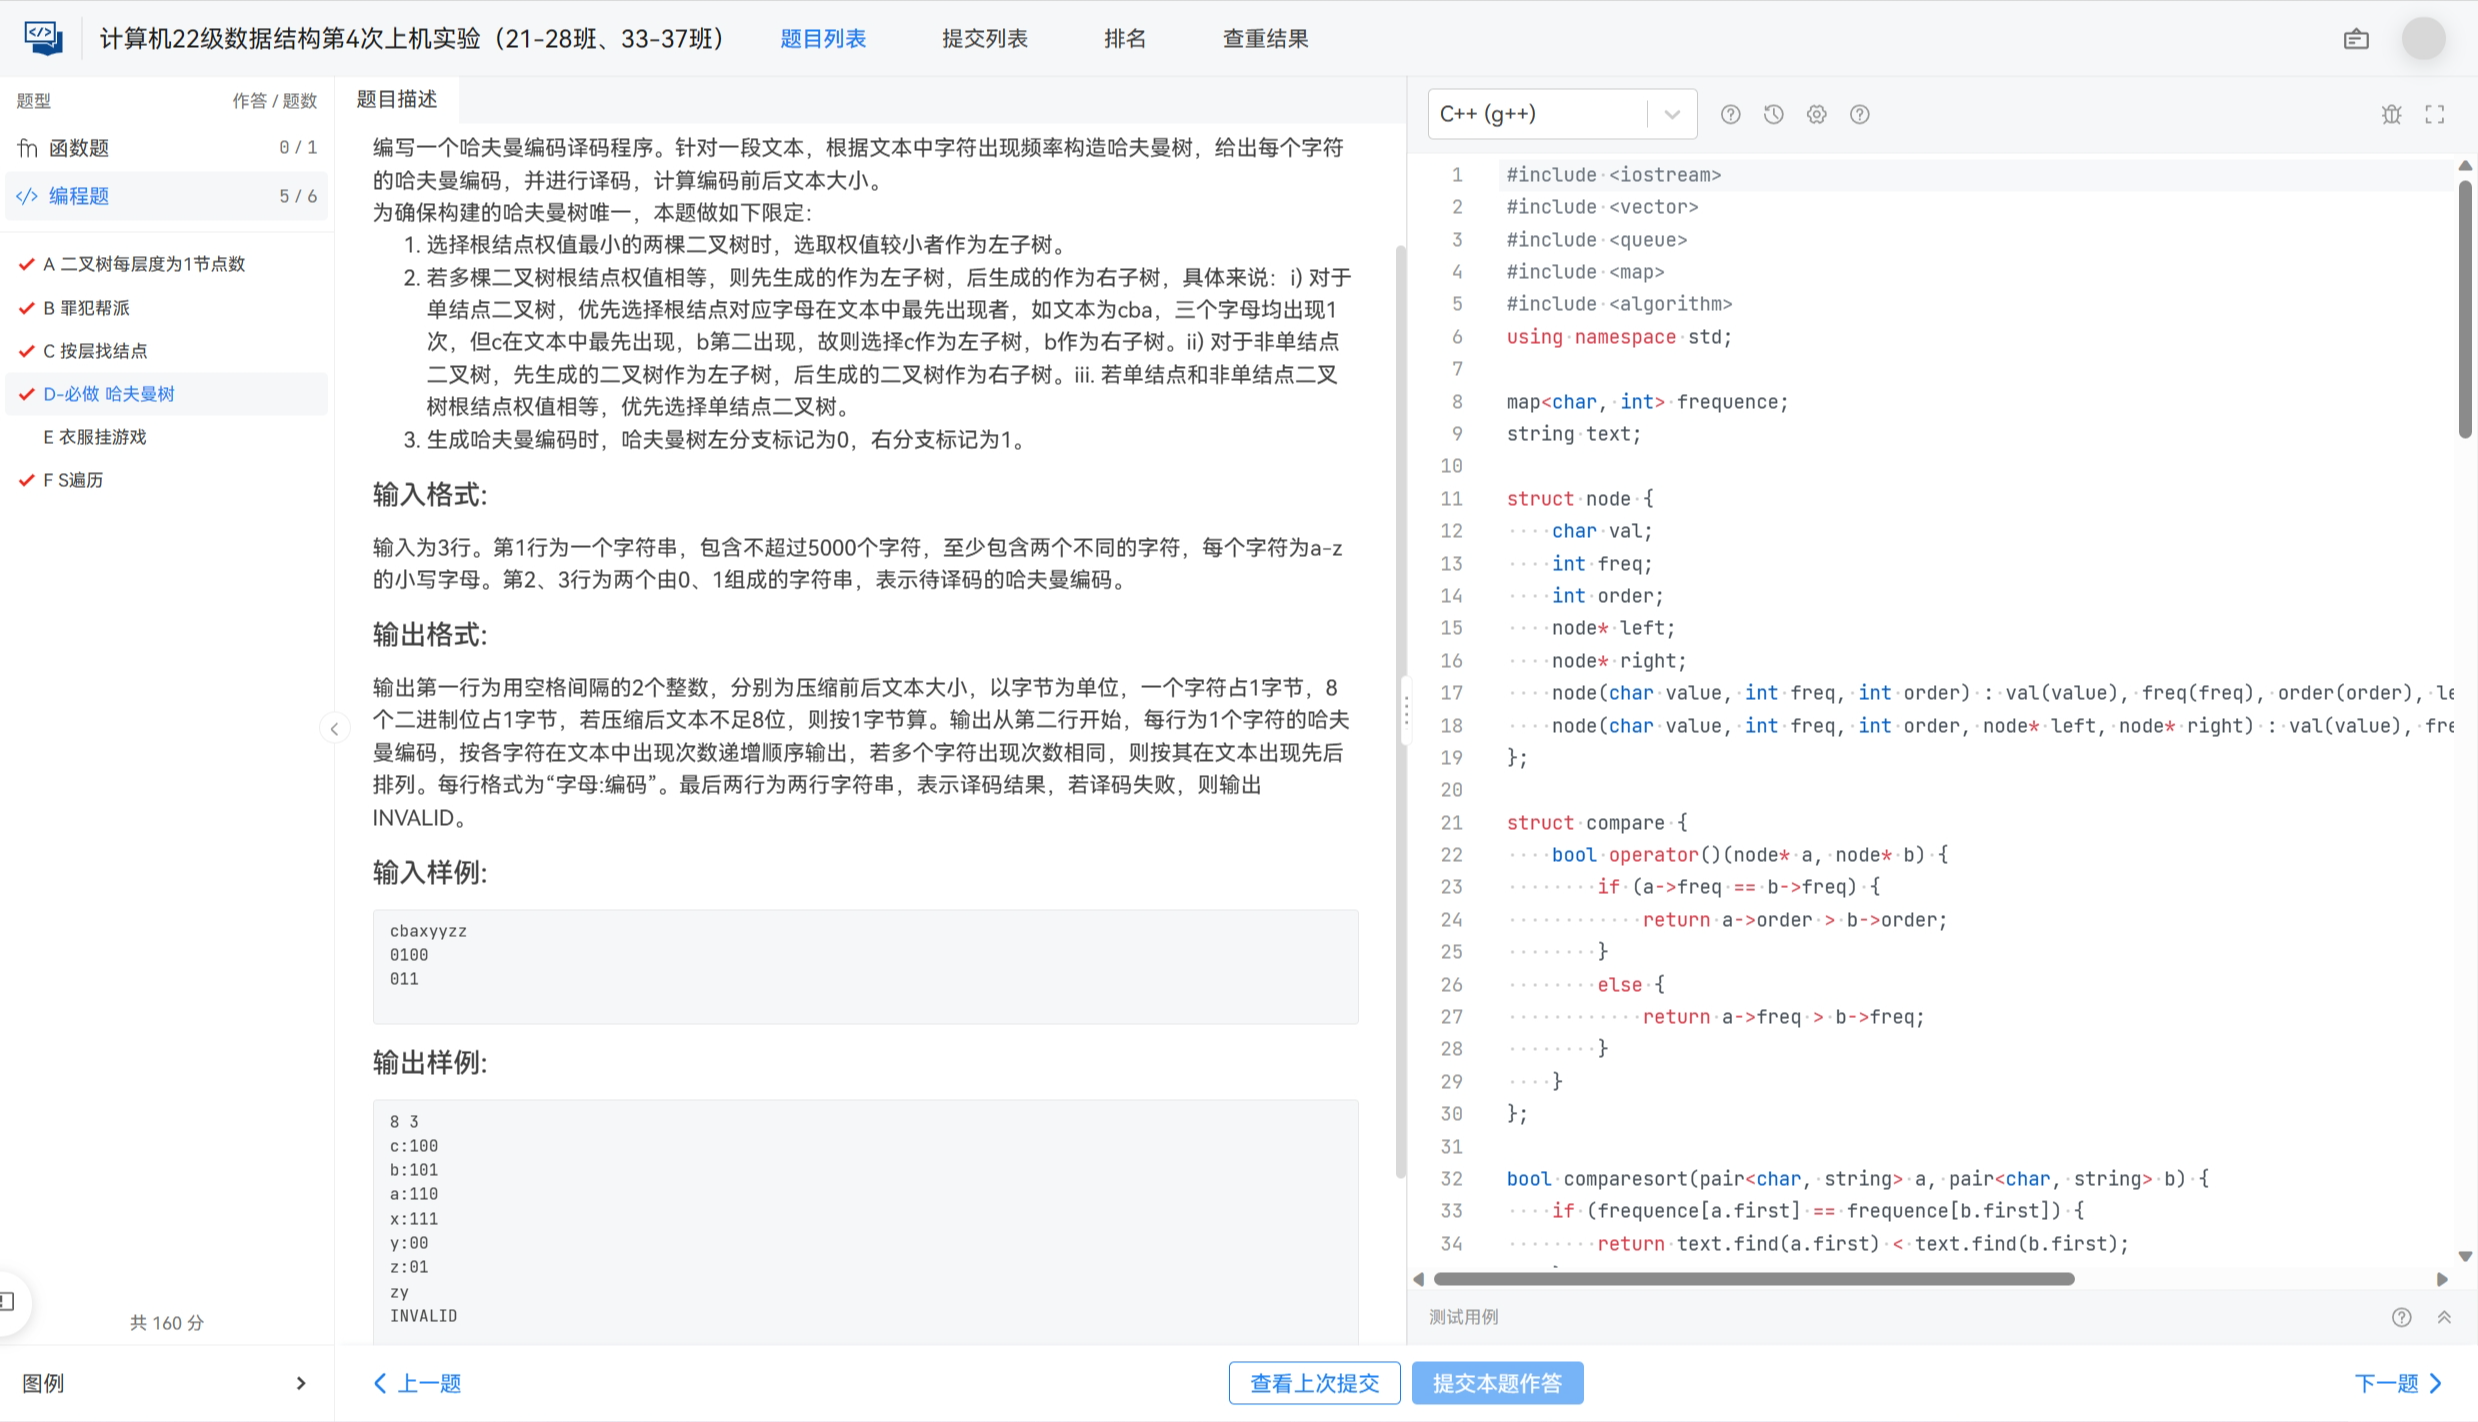 计算机22级数据结构第4次上机实验（21-28班、33-37班）
题目列表
提交列表
排名
查重结果
题型
作答 / 题数
函数题
0 / 1
编程题
5 / 6
A 二叉树每层度为1节点数
B 罪犯帮派
C 按层找结点
D-必做 哈夫曼树
E 衣服挂游戏
F S遍历
共 160 分
图例
题目描述
编写一个哈夫曼编码译码程序。针对一段文本，根据文本中字符出现频率构造哈夫曼树，给出每个字符
的哈夫曼编码，并进行译码，计算编码前后文本大小。
为确保构建的哈夫曼树唯一，本题做如下限定：
1. 选择根结点权值最小的两棵二叉树时，选取权值较小者作为左子树。
2. 若多棵二叉树根结点权值相等，则先生成的作为左子树，后生成的作为右子树，具体来说：i) 对于
单结点二叉树，优先选择根结点对应字母在文本中最先出现者，如文本为cba，三个字母均出现1
次，但c在文本中最先出现，b第二出现，故则选择c作为左子树，b作为右子树。ii) 对于非单结点
二叉树，先生成的二叉树作为左子树，后生成的二叉树作为右子树。iii. 若单结点和非单结点二叉
树根结点权值相等，优先选择单结点二叉树。
3. 生成哈夫曼编码时，哈夫曼树左分支标记为0，右分支标记为1。
输入格式:
输入为3行。第1行为一个字符串，包含不超过5000个字符，至少包含两个不同的字符，每个字符为a-z
的小写字母。第2、3行为两个由0、1组成的字符串，表示待译码的哈夫曼编码。
输出格式:
输出第一行为用空格间隔的2个整数，分别为压缩前后文本大小，以字节为单位，一个字符占1字节，8
个二进制位占1字节，若压缩后文本不足8位，则按1字节算。输出从第二行开始，每行为1个字符的哈夫
曼编码，按各字符在文本中出现次数递增顺序输出，若多个字符出现次数相同，则按其在文本出现先后
排列。每行格式为“字母:编码”。最后两行为两行字符串，表示译码结果，若译码失败，则输出
INVALID。
输入样例:
cbaxyyzz
0100
011
输出样例:
8 3
c:100
b:101
a:110
x:111
y:00
z:01
zy
INVALID
上一题
查看上次提交
提交本题作答
下一题
C++ (g++)
1 #include <iostream>
2 #include <vector>
3 #include <queue>
4 #include <map>
5 #include <algorithm>
6 using namespace std;
7
8 map<char, int> frequence;
9 string text;
10
11 struct node {
12 char val;
13 int freq;
14 int order;
15 node* left;
16 node* right;
17 node(char value, int freq, int order) : val(value), freq(freq), order(order), le
18 node(char value, int freq, int order, node* left, node* right) : val(value), fre
19 };
20
21 struct compare {
22 bool operator()(node* a, node* b) {
23 if (a->freq == b->freq) {
24 return a->order > b->order;
25 }
26 else {
27 return a->freq > b->freq;
28 }
29 }
30 };
31
32 bool comparesort(pair<char, string> a, pair<char, string> b) {
33 if (frequence[a.first] == frequence[b.first]) {
34 return text.find(a.first) < text.find(b.first);
测试用例